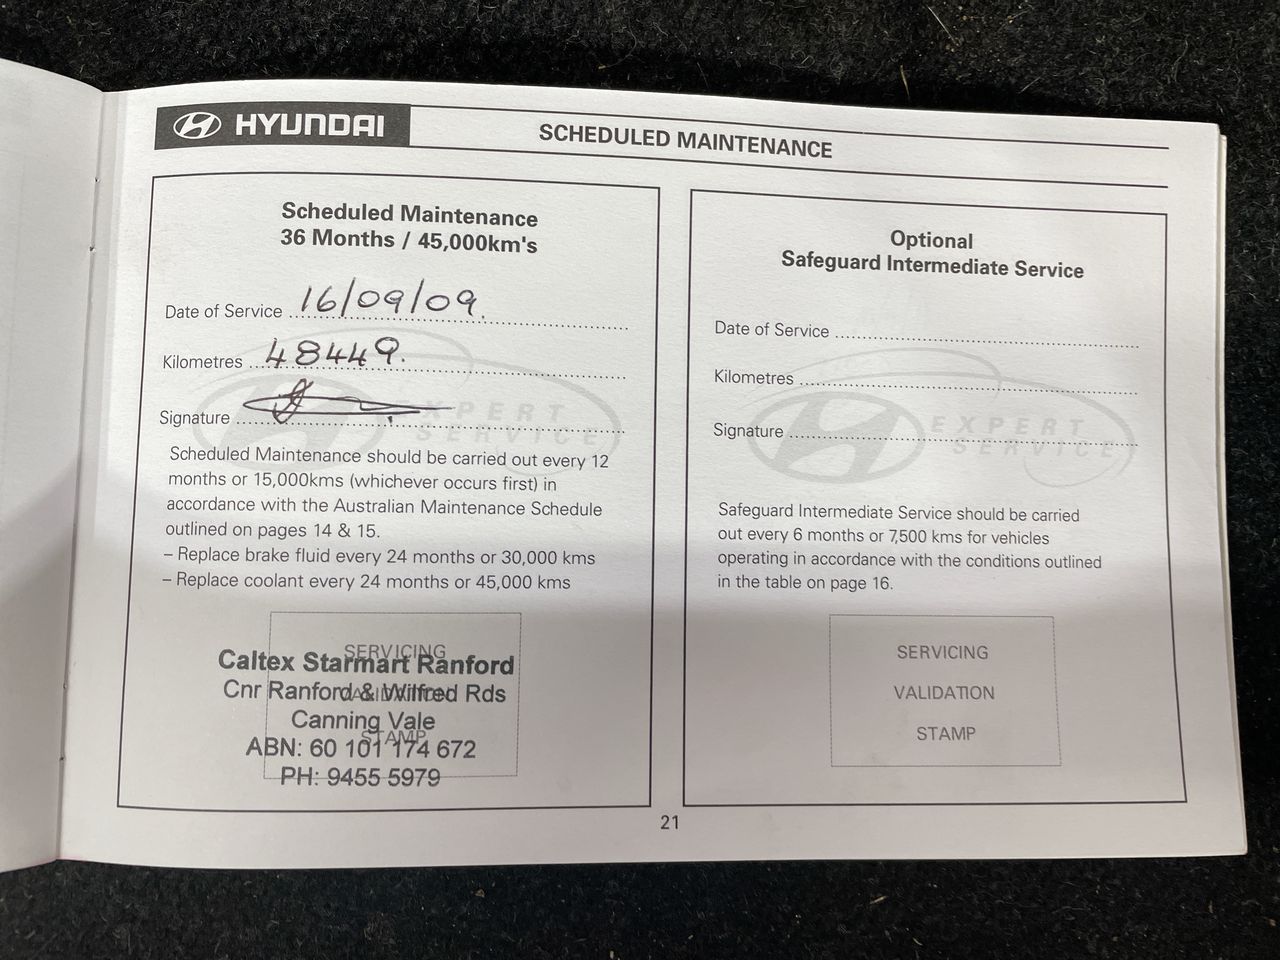 HYUNDAI
SCHEDULED MAINTENANCE
Scheduled Maintenance
36 Months / 45,000km's
Date of Service 16/09/09.
Kilometres 48449.
Signature
EXPERT
SERVICE
Scheduled Maintenance should be carried out every 12
months or 15,000kms (whichever occurs first) in
accordance with the Australian Maintenance Schedule
outlined on pages 14 & 15.
– Replace brake fluid every 24 months or 30,000 kms
– Replace coolant every 24 months or 45,000 kms
SERVICING
VALIDATION
STAMP
Caltex Starmart Ranford
Cnr Ranford & Wilfred Rds
Canning Vale
ABN: 60 101 174 672
PH: 9455 5979
Optional
Safeguard Intermediate Service
Date of Service
Kilometres
Signature
EXPERT
SERVICE
Safeguard Intermediate Service should be carried
out every 6 months or 7,500 kms for vehicles
operating in accordance with the conditions outlined
in the table on page 16.
SERVICING
VALIDATION
STAMP
21